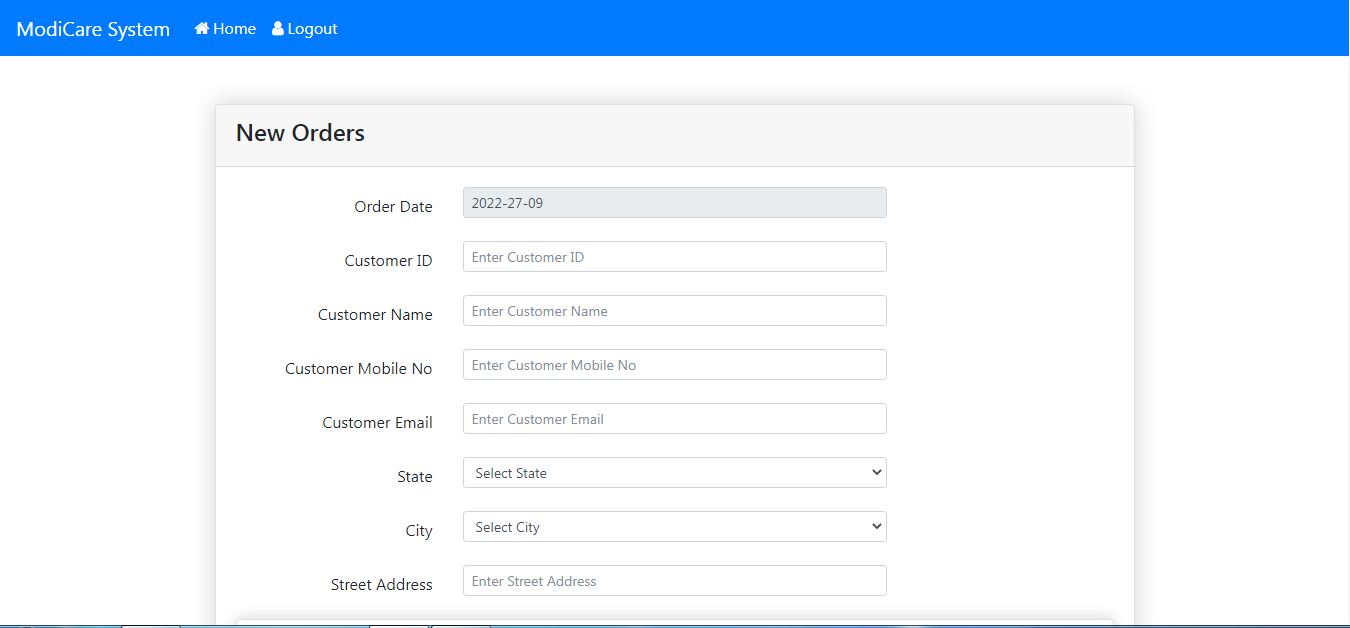 ModiCare System Home Logout
New Orders
Order Date 2022-27-09
Customer ID Enter Customer ID
Customer Name Enter Customer Name
Customer Mobile No Enter Customer Mobile No
Customer Email Enter Customer Email
State Select State
City Select City
Street Address Enter Street Address